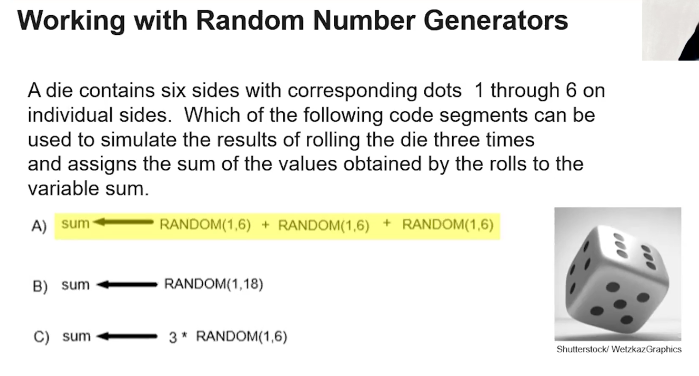 Working with Random Number Generators
A die contains six sides with corresponding dots 1 through 6 on
individual sides. Which of the following code segments can be
used to simulate the results of rolling the die three times
and assigns the sum of the values obtained by the rolls to the
variable sum.
A) sum ← RANDOM(1,6) + RANDOM(1,6) + RANDOM(1,6)
B) sum ← RANDOM(1,18)
C) sum ← 3 * RANDOM(1,6)
Shutterstock/ WetzkazGraphics